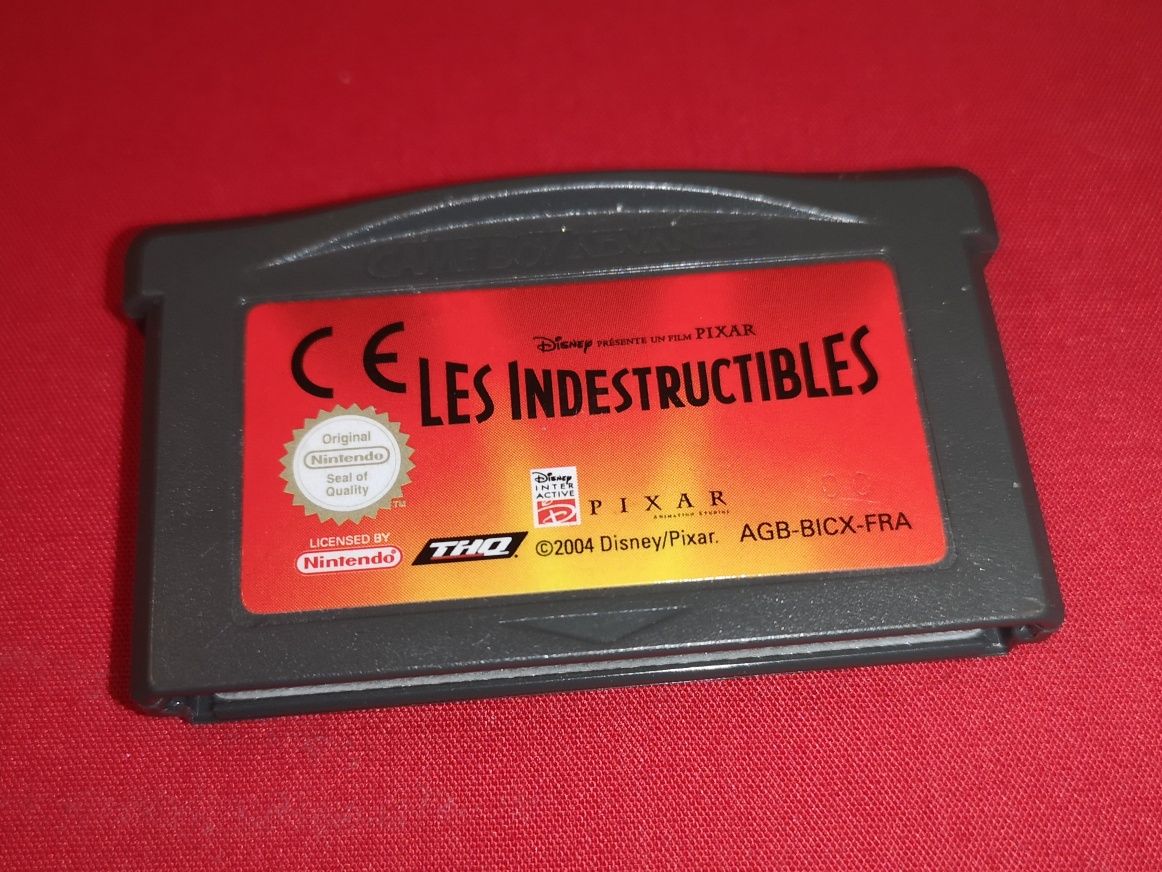 GAME BOY ADVANCE
CE
Disney PRÉSENTE UN FILM PIXAR
LES INDESTRUCTIBLES
Original
Nintendo
Seal of
Quality
TM
Disney
INTER
ACTIVE
D
PIXAR
ANIMATION STUDIOS
LICENSED BY
Nintendo®
THQ
©2004 Disney/Pixar.
AGB-BICX-FRA